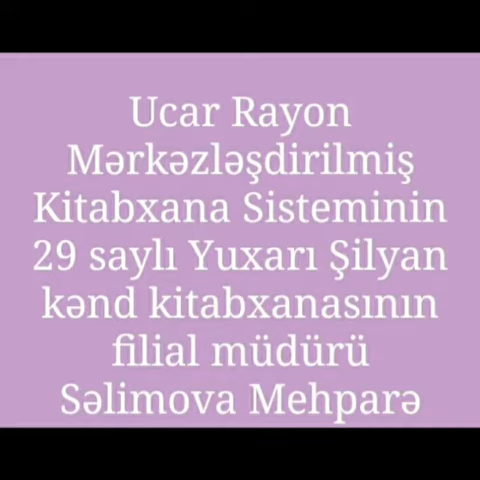 Ucar Rayon
Mərkəzləşdirilmiş
Kitabxana Sisteminin
29 saylı Yuxarı Şilyan
kənd kitabxanasının
filial müdürü
Səlimova Mehparə